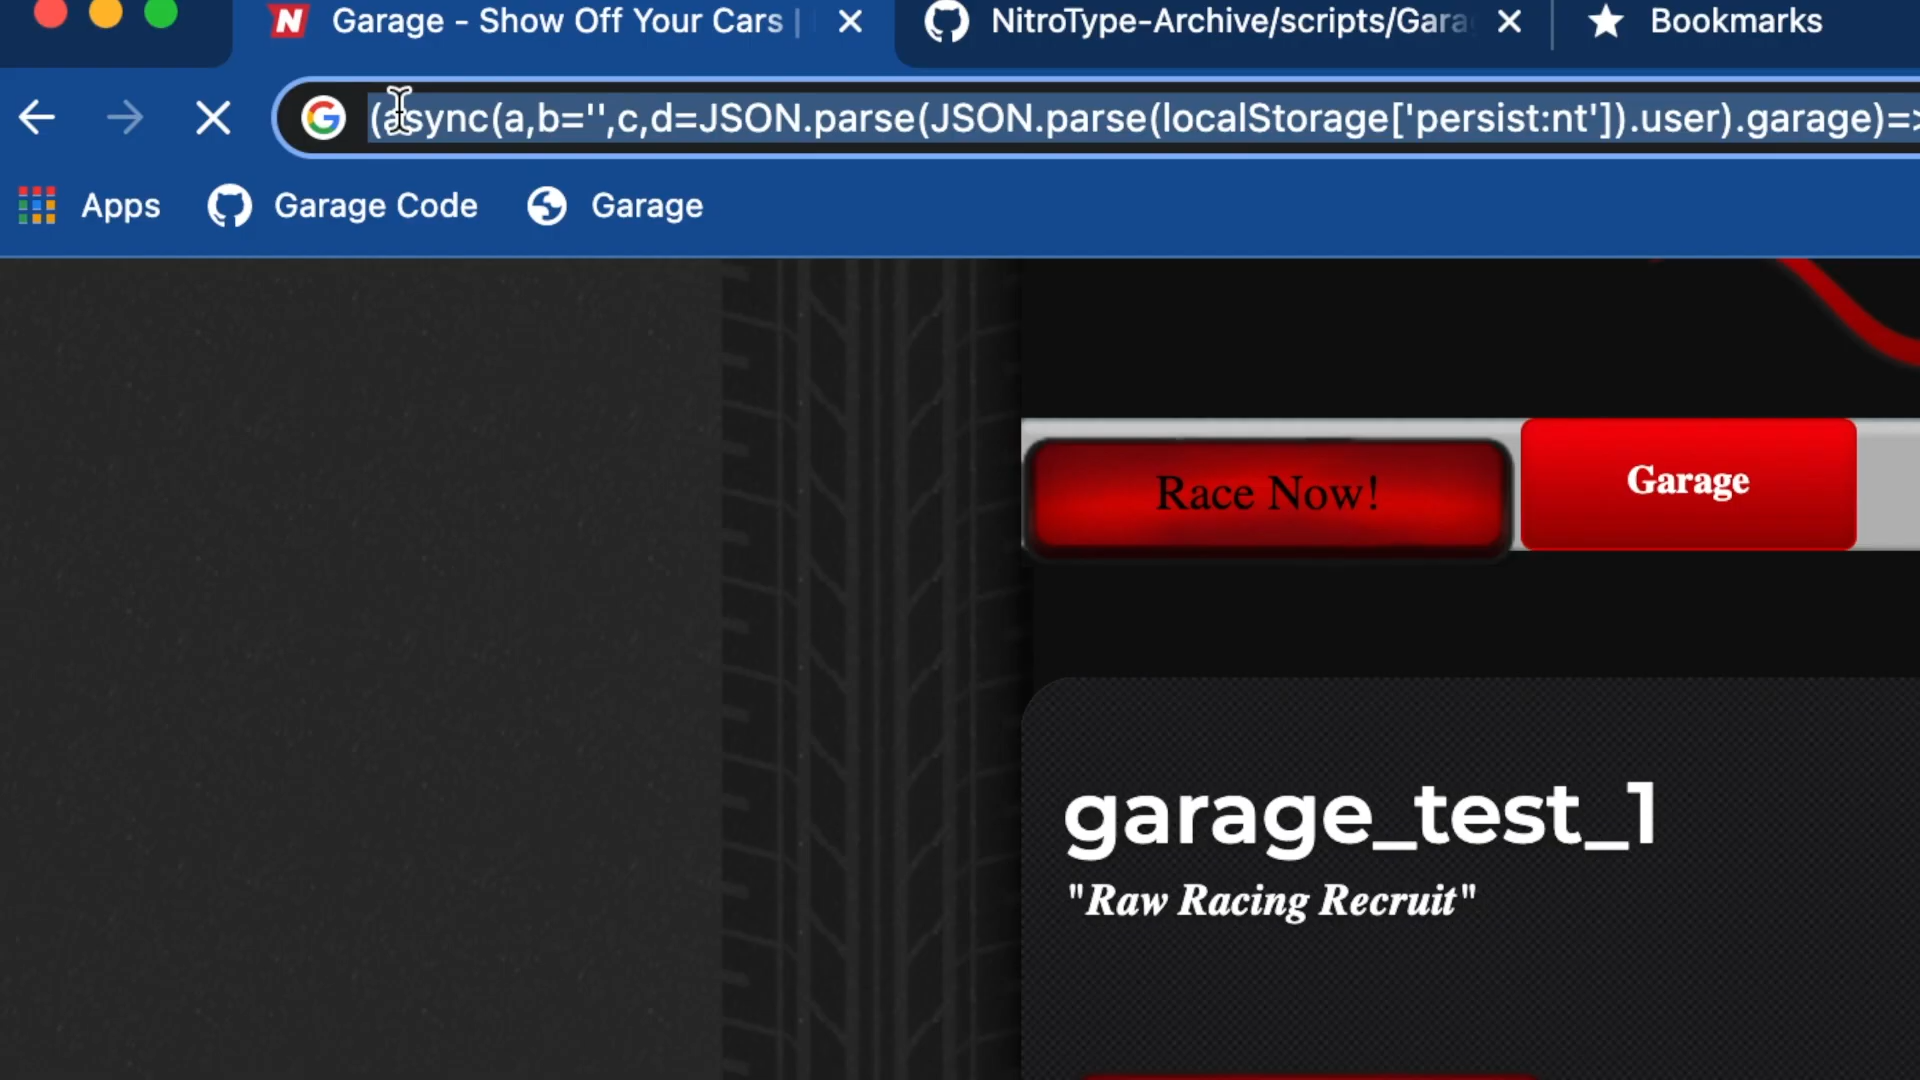 Garage - Show Off Your Cars |
NitroType-Archive/scripts/Gara
Bookmarks
(async(a,b='',c,d=JSON.parse(JSON.parse(localStorage['persist:nt']).user).garage)=>
Apps
Garage Code
Garage
Race Now!
Garage
garage_test_1
"Raw Racing Recruit"